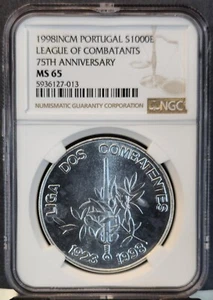 1998INCM PORTUGAL S1000E
LEAGUE OF COMBATANTS
75TH ANNIVERSARY
MS 65
5936127-013
NUMISMATIC GUARANTY CORPORATION
NGC
LIGA DOS COMBATENTES
1923 1998